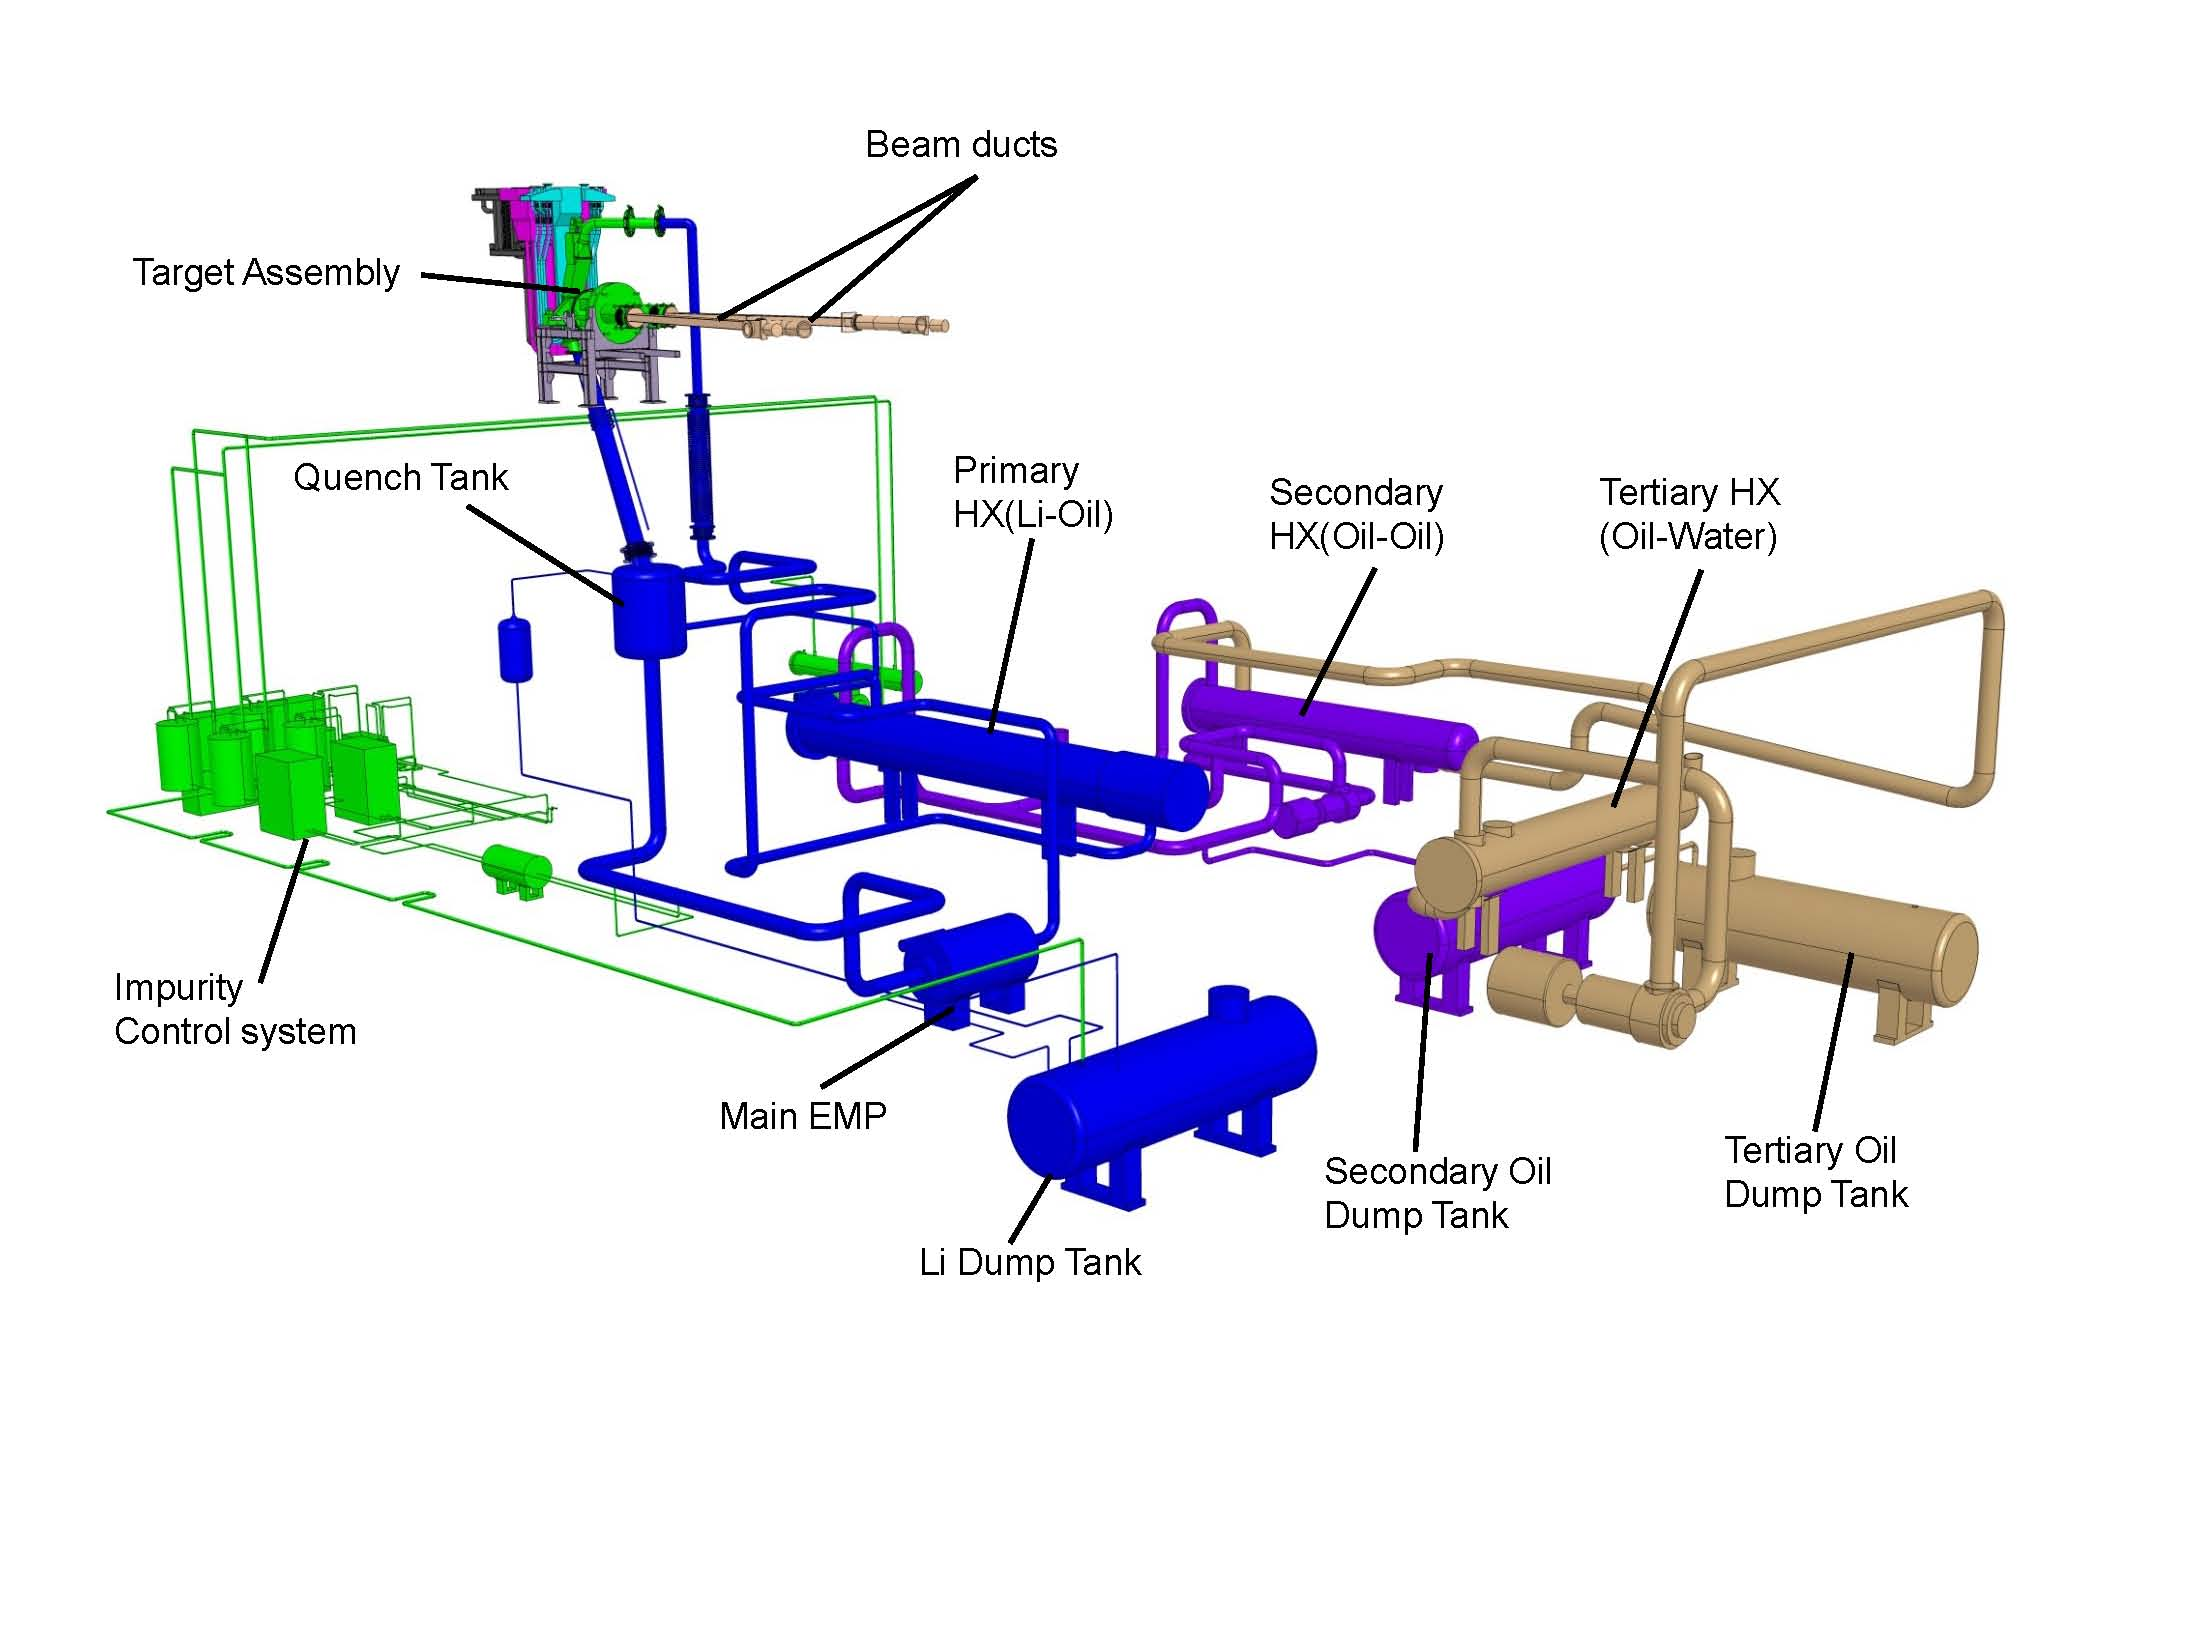 Beam ducts
Target Assembly
Quench Tank
Primary
HX(Li-Oil)
Secondary
HX(Oil-Oil)
Tertiary HX
(Oil-Water)
Impurity
Control system
Main EMP
Li Dump Tank
Secondary Oil
Dump Tank
Tertiary Oil
Dump Tank